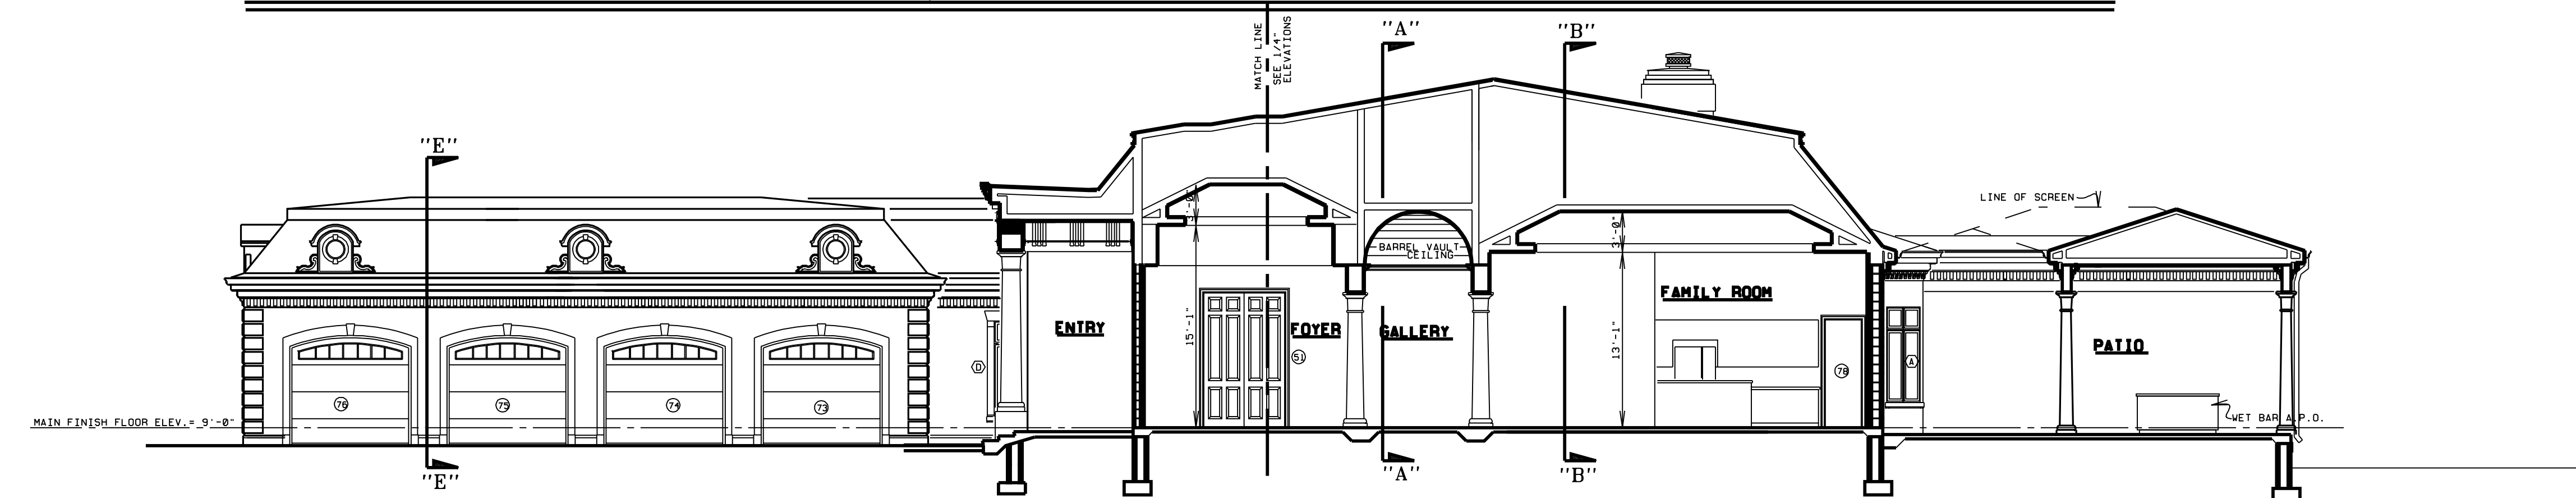 "E"
MATCH LINE
SEE 1/4"
ELEVATIONS
"A"
"B"
LINE OF SCREEN
3'-0"
3'-0"
BARREL VAULT
CEILING
FAMILY ROOM
ENTRY
FOYER
GALLERY
PATIO
15'-1"
13'-1"
51
D
A
78
76
75
74
73
MAIN FINISH FLOOR ELEV.= 9'-0"
WET BAR A.P.O.
"E"
"A"
"B"